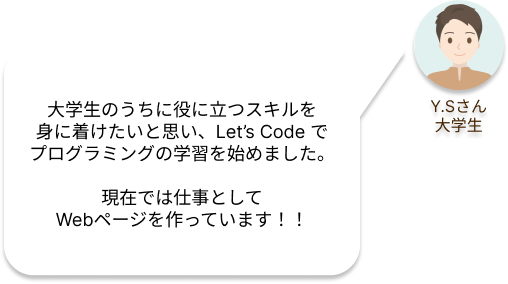 大学生のうちに役に立つスキルを
身に着けたいと思い、Let’s Code で
プログラミングの学習を始めました。
現在では仕事として
Webページを作っています！！
Y.Sさん
大学生